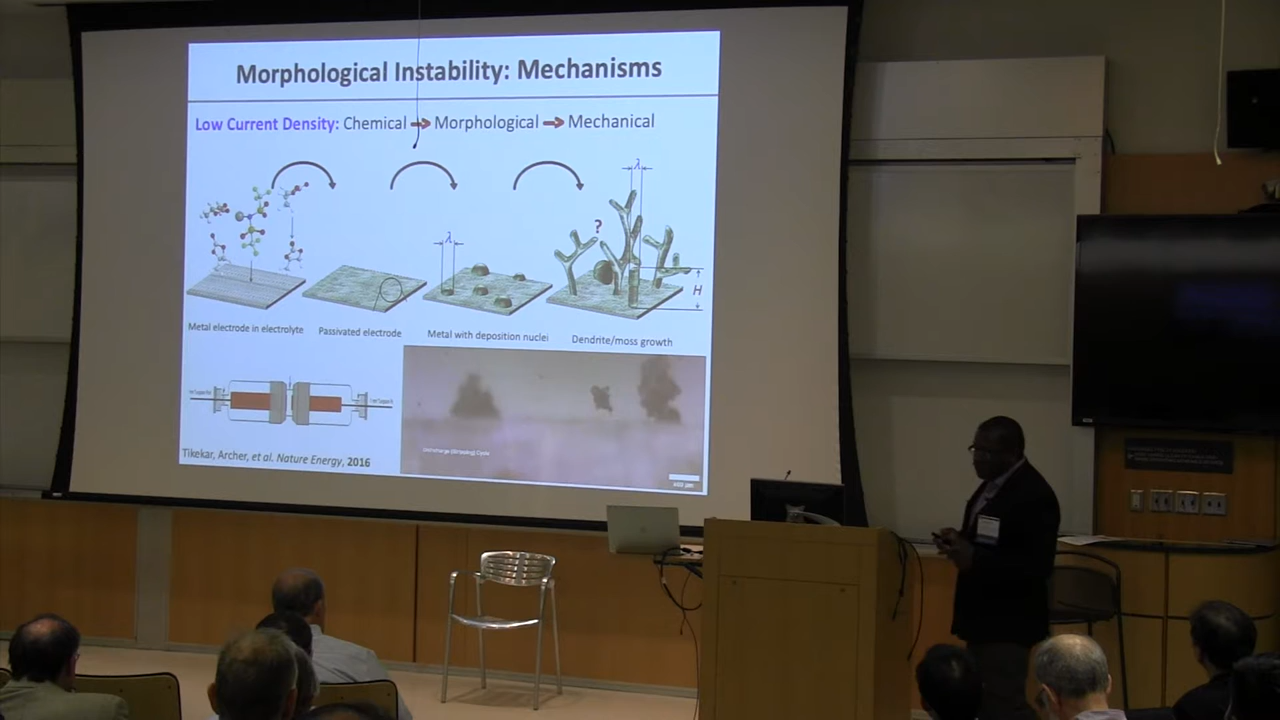 Morphological Instability: Mechanisms
Low Current Density: Chemical → Morphological → Mechanical
λ
λ
?
H
Metal electrode in electrolyte
Passivated electrode
Metal with deposition nuclei
Dendrite/moss growth
Tikekar, Archer, et al. Nature Energy, 2016